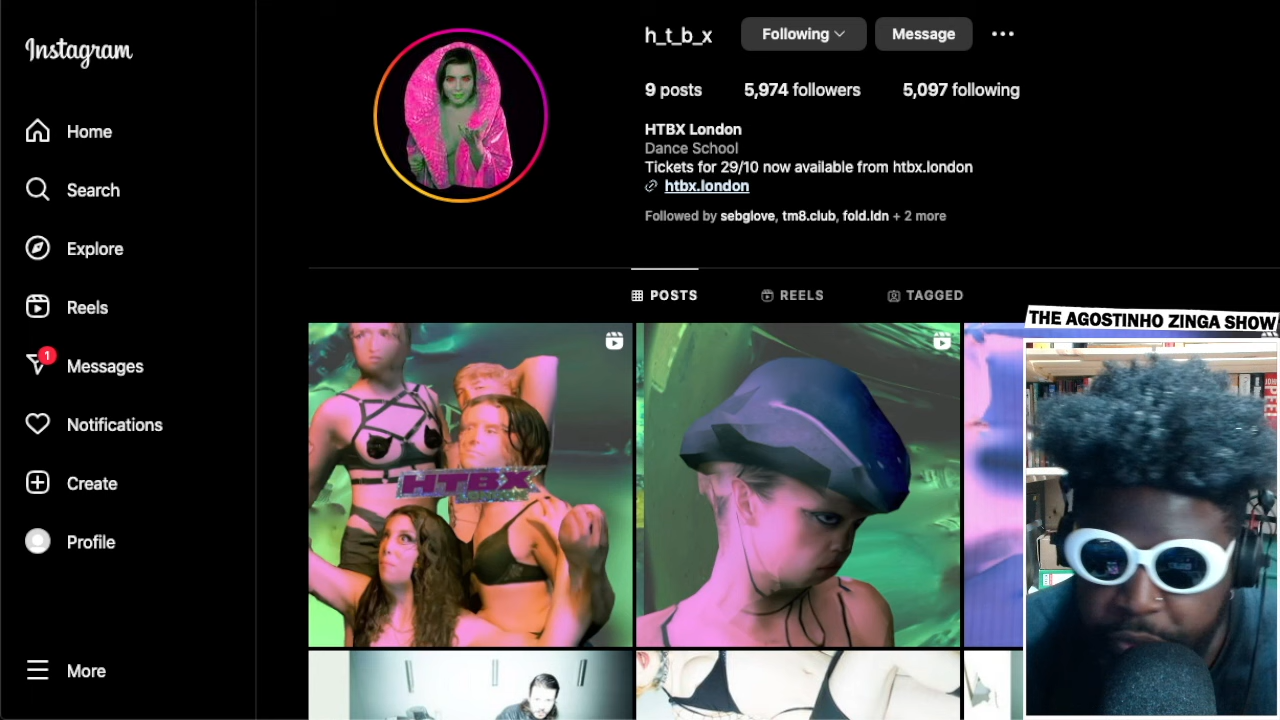 Instagram
Home
Search
Explore
Reels
1
Messages
Notifications
Create
Profile
More
h_t_b_x
Following
Message
9 posts
5,974 followers
5,097 following
HTBX London
Dance School
Tickets for 29/10 now available from htbx.london
htbx.london
Followed by sebglove, tm8.club, fold.ldn + 2 more
POSTS
REELS
TAGGED
HTBX
THE AGOSTINHO ZINGA SHOW